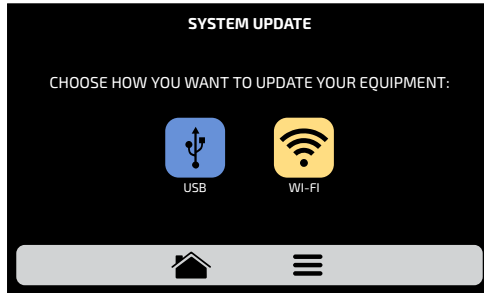 SYSTEM UPDATE
CHOOSE HOW YOU WANT TO UPDATE YOUR EQUIPMENT:
USB
WI-FI